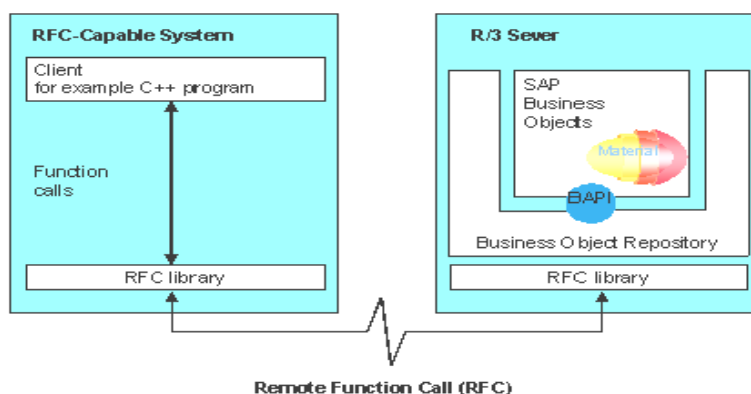 RFC-Capable System
Client
for example C++ program
Function
calls
RFC library
R/3 Sever
SAP
Business
Objects
Material
BAPI
Business Object Repository
RFC library
Remote Function Call (RFC)